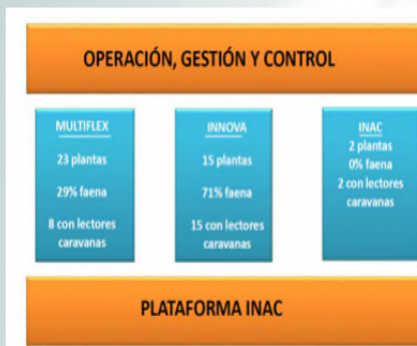 OPERACIÓN, GESTIÓN Y CONTROL
MULTIFLEX
23 plantas
29% faena
8 con lectores
caravanas
INNOVA
15 plantas
71% faena
15 con lectores
caravanas
INAC
2 plantas
0% faena
2 con lectores
caravanas
PLATAFORMA INAC